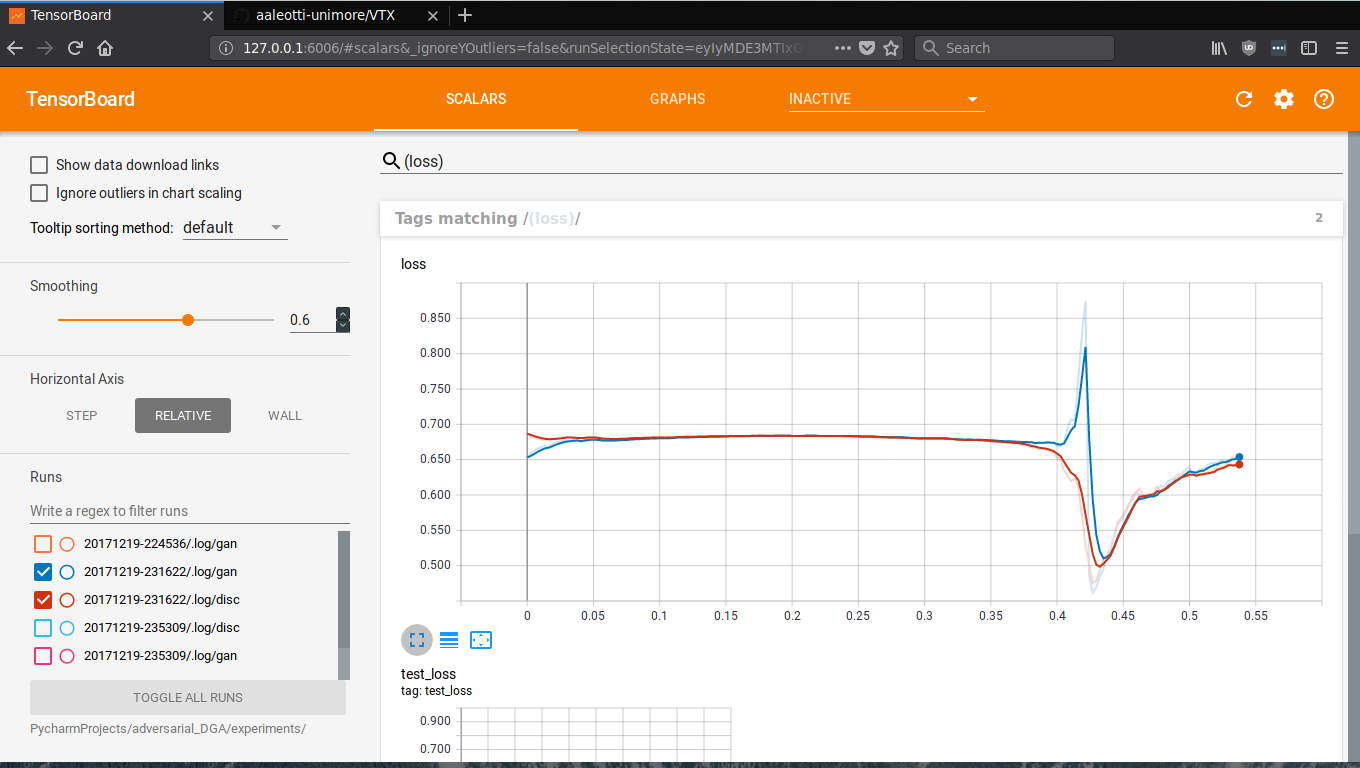 TensorBoard
aaleotti-unimore/VTX
127.0.0.1:6006/#scalars&_ignoreYOutliers=false&runSelectionState=eyIyMDE3MTIxO
Search
TensorBoard
SCALARS
GRAPHS
INACTIVE
Show data download links
Ignore outliers in chart scaling
Tooltip sorting method: default
Smoothing
0.6
Horizontal Axis
STEP
RELATIVE
WALL
Runs
Write a regex to filter runs
20171219-224536/.log/gan
20171219-231622/.log/gan
20171219-231622/.log/disc
20171219-235309/.log/disc
20171219-235309/.log/gan
TOGGLE ALL RUNS
PycharmProjects/adversarial_DGA/experiments/
(loss)
Tags matching /(loss)/
2
loss
0.850
0.800
0.750
0.700
0.650
0.600
0.550
0.500
0 0.05 0.1 0.15 0.2 0.25 0.3 0.35 0.4 0.45 0.5 0.55
test_loss
tag: test_loss
0.900
0.700